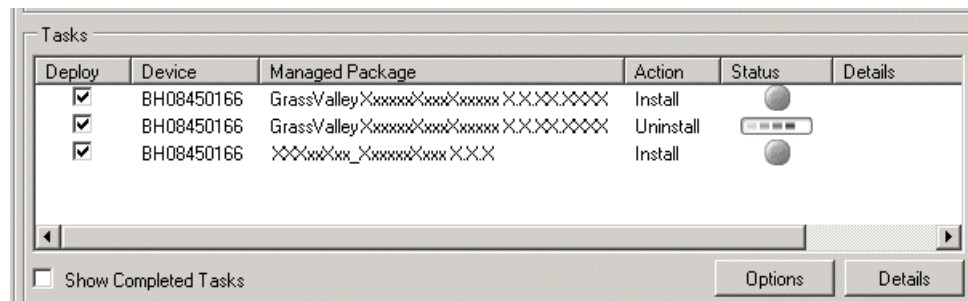 Tasks
Deploy Device Managed Package Action Status Details
BH08450166 GrassValleyXxxxxxXxxxXxxxxx X.X.XX.XXXX Install
BH08450166 GrassValleyXxxxxxXxxxXxxxxx X.X.XX.XXXX Uninstall
BH08450166 XXXxxXxx_XxxxxxXxxx X.X.X Install
Show Completed Tasks Options Details